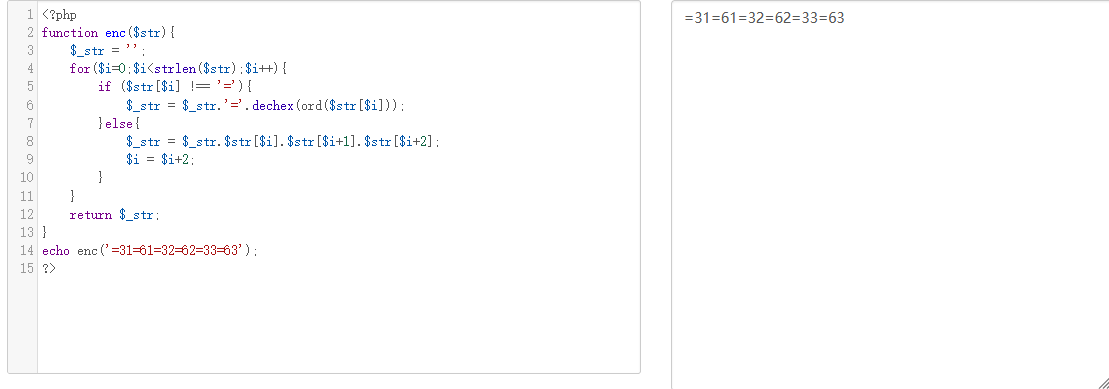 1 <?php
2 function enc($str){
3     $_str = '';
4     for($i=0;$i<strlen($str);$i++){
5         if ($str[$i] !== '='){
6             $_str = $_str.'='.dechex(ord($str[$i]));
7         }else{
8             $_str = $_str.$str[$i].$str[$i+1].$str[$i+2];
9             $i = $i+2;
10         }
11     }
12     return $_str;
13 }
14 echo enc('=31=61=32=62=33=63');
15 ?>
=31=61=32=62=33=63